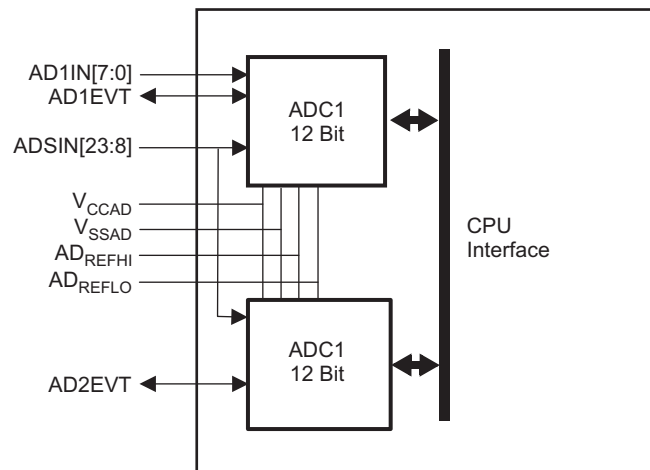 AD1IN[7:0]
AD1EVT
ADSIN[23:8]
VCCAD
VSSAD
ADREFHI
ADREFLO
AD2EVT
ADC1
12 Bit
ADC1
12 Bit
CPU
Interface